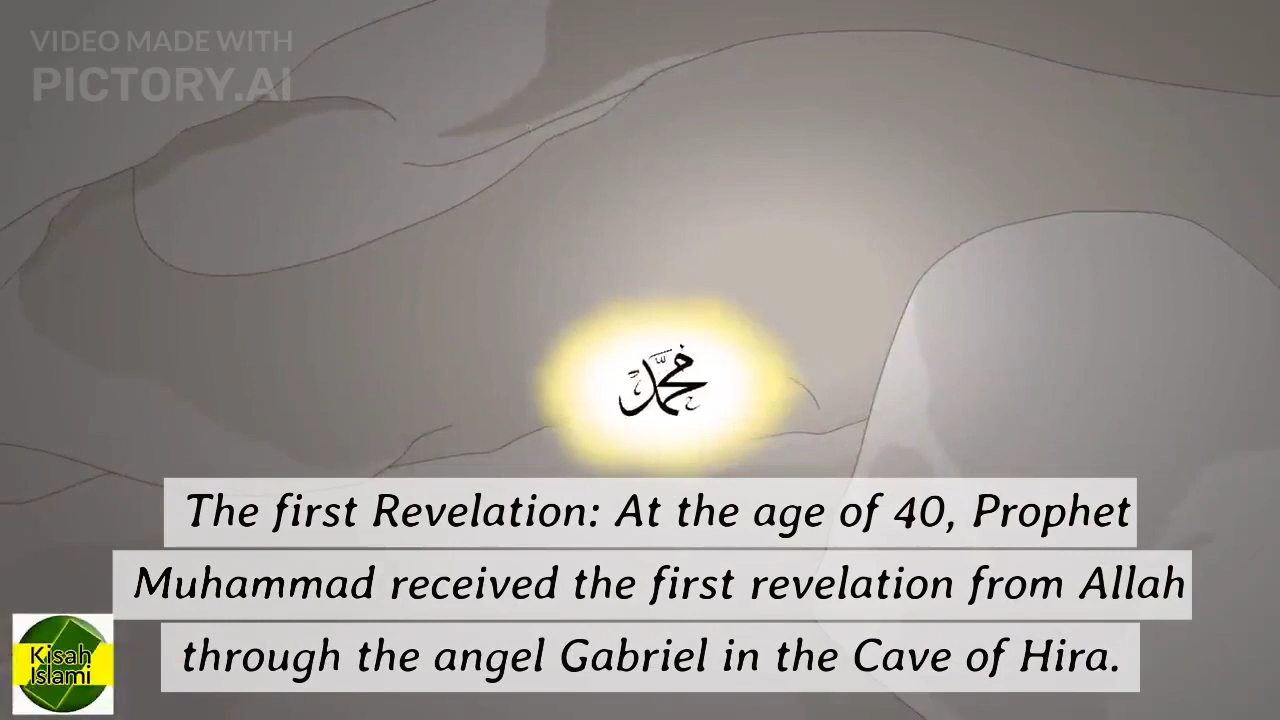 VIDEO MADE WITH
PICTORY.AI
محمد
The first Revelation: At the age of 40, Prophet
Muhammad received the first revelation from Allah
through the angel Gabriel in the Cave of Hira.
Kisah
Islami